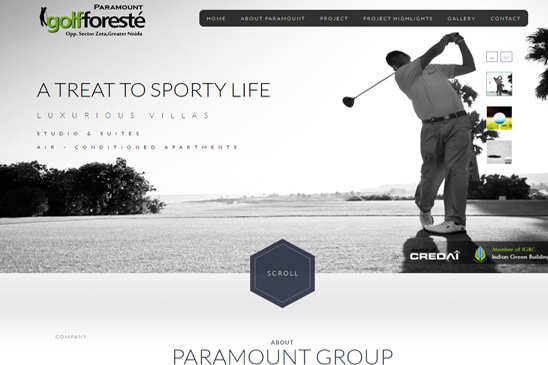 PARAMOUNT
golfforesté
Opp. Sector Zeta,Greater Noida
HOME ABOUT PARAMOUNT PROJECT PROJECT HIGHLIGHTS GALLERY CONTACT
A TREAT TO SPORTY LIFE
LUXURIOUS VILLAS
STUDIO & SUITES
AIR - CONDITIONED APARTMENTS
CREDAI
Member of IGBC
Indian Green Building
SCROLL
COMPANY
ABOUT
PARAMOUNT GROUP